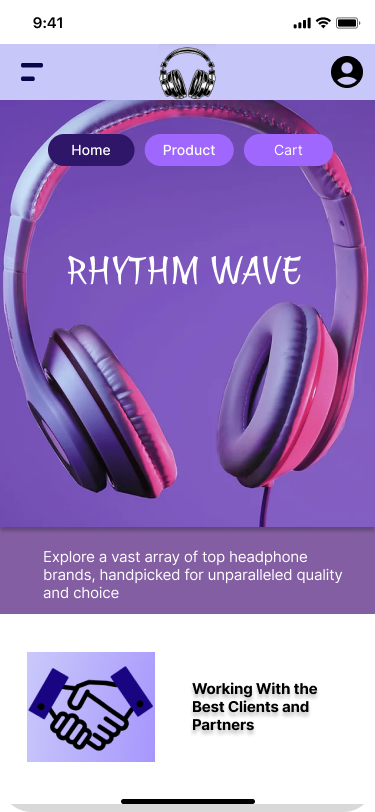 9:41
Home Product Cart
RHYTHM WAVE
Explore a vast array of top headphone
brands, handpicked for unparalleled quality
and choice
Working With the
Best Clients and
Partners